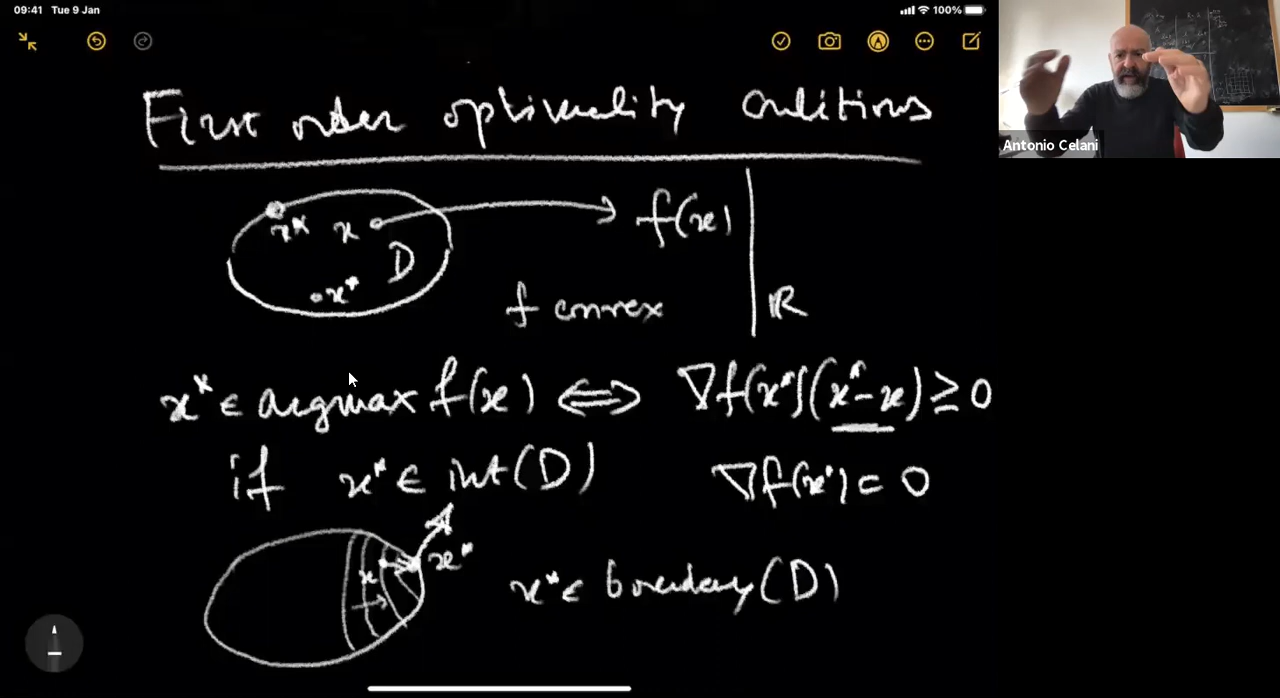 09:41 Tue 9 Jan
100%
Antonio Celani
First order optimality conditions
x* x D f(x)
x*
f convex ℝ
x* ∈ argmax f(x) ⟺ ∇f(x*)(x*-x) ≥ 0
if x* ∈ int(D) ∇f(x*) = 0
x x* x* ∈ boundary(D)